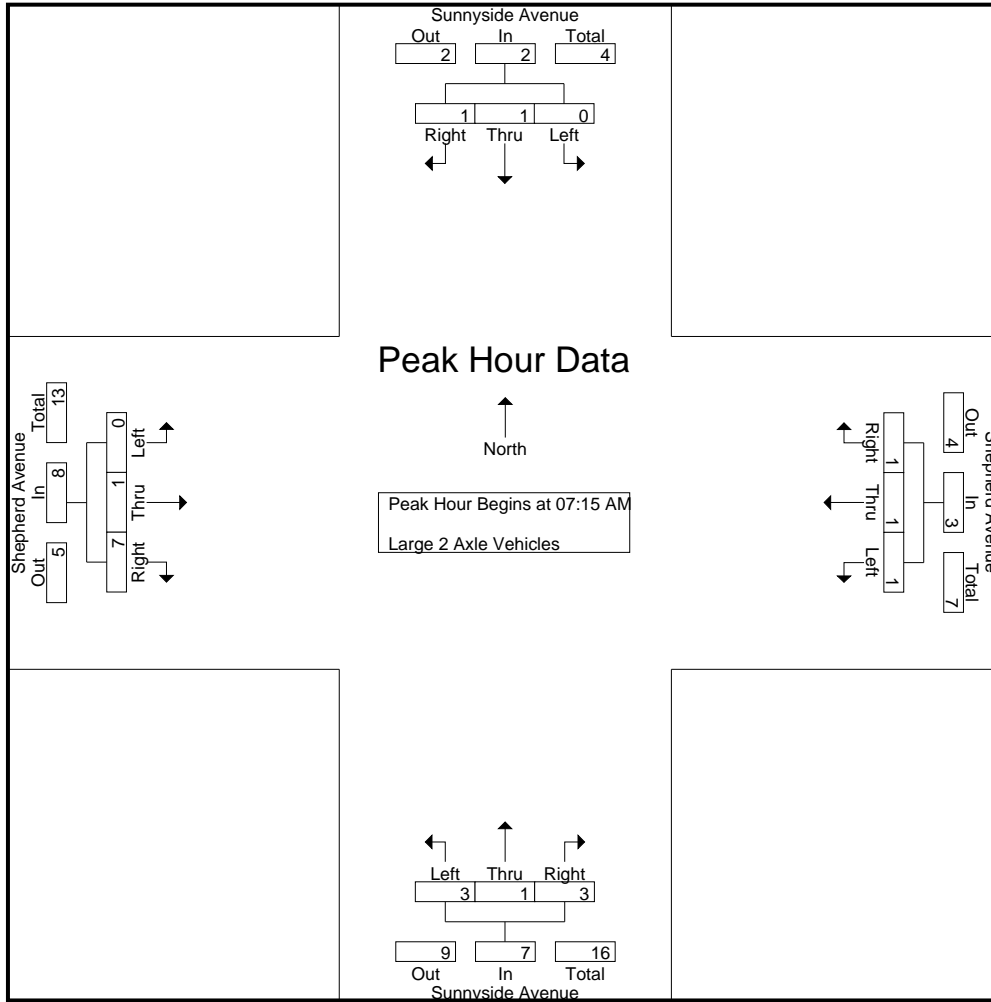 Sunnyside Avenue
Out In Total
2 2 4
1 1 0
Right Thru Left
Peak Hour Data
North
Peak Hour Begins at 07:15 AM
Large 2 Axle Vehicles
Shepherd Avenue
Total In Out
13 8 5
0 1 7
Left Thru Right
Right Thru Left
1 1 1
4 3 7
Out In Total
Shepherd Avenue
Left Thru Right
3 1 3
9 7 16
Out In Total
Sunnyside Avenue